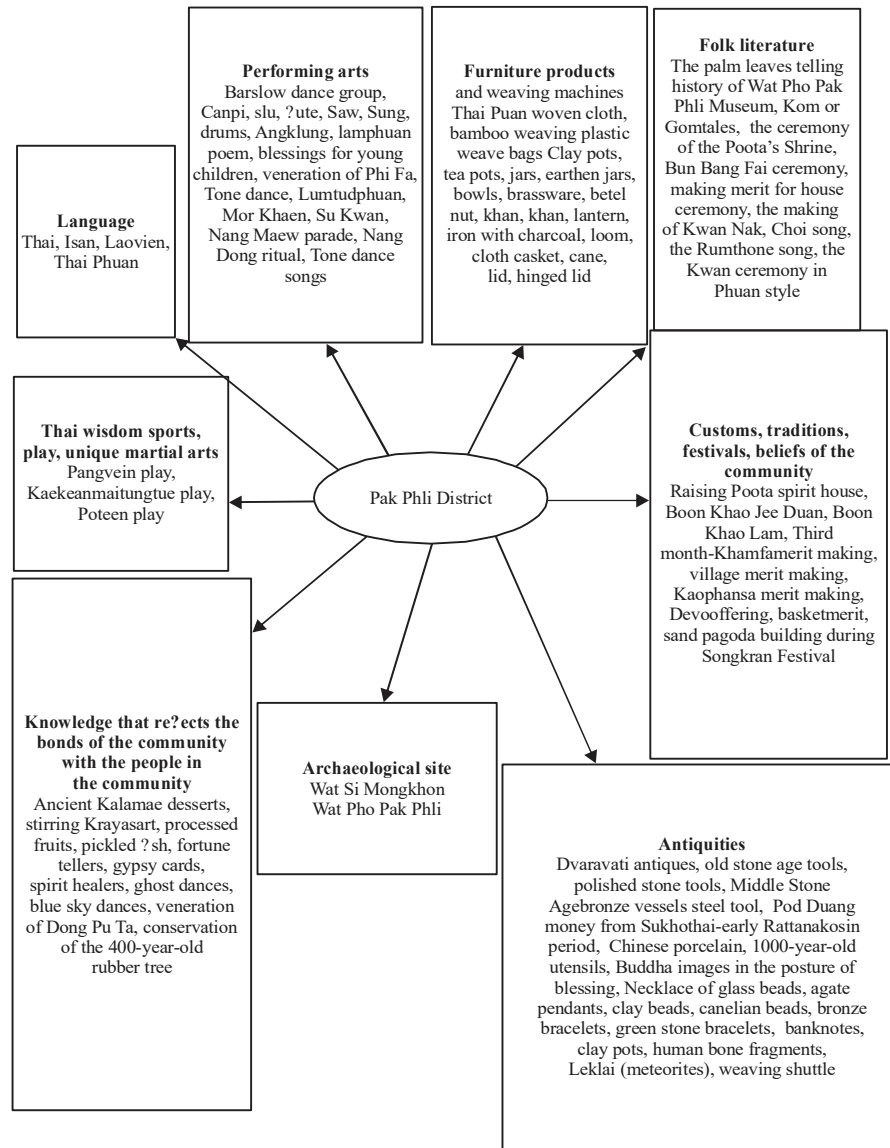 Language
Thai, Isan, Laovien,
Thai Phuan
Performing arts
Barslow dance group,
Canpi, slu, ?ute, Saw, Sung,
drums, Angklung, lamphuan
poem, blessings for young
children, veneration of Phi Fa,
Tone dance, Lumtudphuan,
Mor Khaen, Su Kwan,
Nang Maew parade, Nang
Dong ritual, Tone dance
songs
Furniture products
and weaving machines
Thai Puan woven cloth,
bamboo weaving plastic
weave bags Clay pots,
tea pots, jars, earthen jars,
bowls, brassware, betel
nut, khan, khan, lantern,
iron with charcoal, loom,
cloth casket, cane,
lid, hinged lid
Folk literature
The palm leaves telling
history of Wat Pho Pak
Phli Museum, Kom or
Gomtales, the ceremony
of the Poota’s Shrine,
Bun Bang Fai ceremony,
making merit for house
ceremony, the making
of Kwan Nak, Choi song,
the Rumthone song, the
the Kwan ceremony in
Phuan style
Thai wisdom sports,
play, unique martial arts
Pangvein play,
Kaekeanmaitungtue play,
Poteen play
Pak Phli District
Customs, traditions,
festivals, beliefs of the
community
Raising Poota spirit house,
Boon Khao Jee Duan, Boon
Khao Lam, Third
month-Khamfamerit making,
village merit making,
Kaophansa merit making,
Devooffering, basketmerit,
sand pagoda building during
Songkran Festival
Knowledge that re?ects the
bonds of the community
with the people in
the community
Ancient Kalamae desserts,
stirring Krayasart, processed
fruits, pickled ?sh, fortune
tellers, gypsy cards,
spirit healers, ghost dances,
blue sky dances, veneration
of Dong Pu Ta, conservation
of the 400-year-old
rubber tree
Archaeological site
Wat Si Mongkhon
Wat Pho Pak Phli
Antiquities
Dvaravati antiques, old stone age tools,
polished stone tools, Middle Stone
Agebronze vessels steel tool, Pod Duang
money from Sukhothai-early Rattanakosin
period, Chinese porcelain, 1000-year-old
utensils, Buddha images in the posture of
blessing, Necklace of glass beads, agate
pendants, clay beads, canelian beads, bronze
bracelets, green stone bracelets, banknotes,
clay pots, human bone fragments,
Leklai (meteorites), weaving shuttle